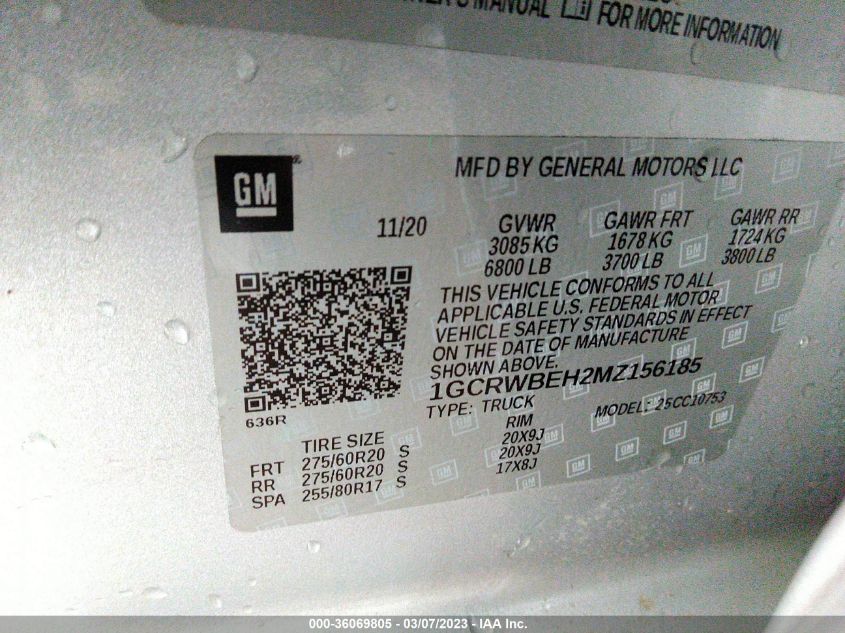 OWNER'S MANUAL FOR MORE INFORMATION
GM
MFD BY GENERAL MOTORS LLC
11/20
GVWR GAWR FRT GAWR RR
3085 KG 1678 KG 1724 KG
6800 LB 3700 LB 3800 LB
THIS VEHICLE CONFORMS TO ALL
APPLICABLE U.S. FEDERAL MOTOR
VEHICLE SAFETY STANDARDS IN EFFECT
ON THE DATE OF MANUFACTURE
SHOWN ABOVE.
1GCRWBEH2MZ156185
TYPE: TRUCK MODEL: 25CC10753
636R
TIRE SIZE RIM
FRT 275/60R20 S 20X9J
RR 275/60R20 S 20X9J
SPA 255/80R17 S 17X8J
000-36069805 - 03/07/2023 - IAA Inc.